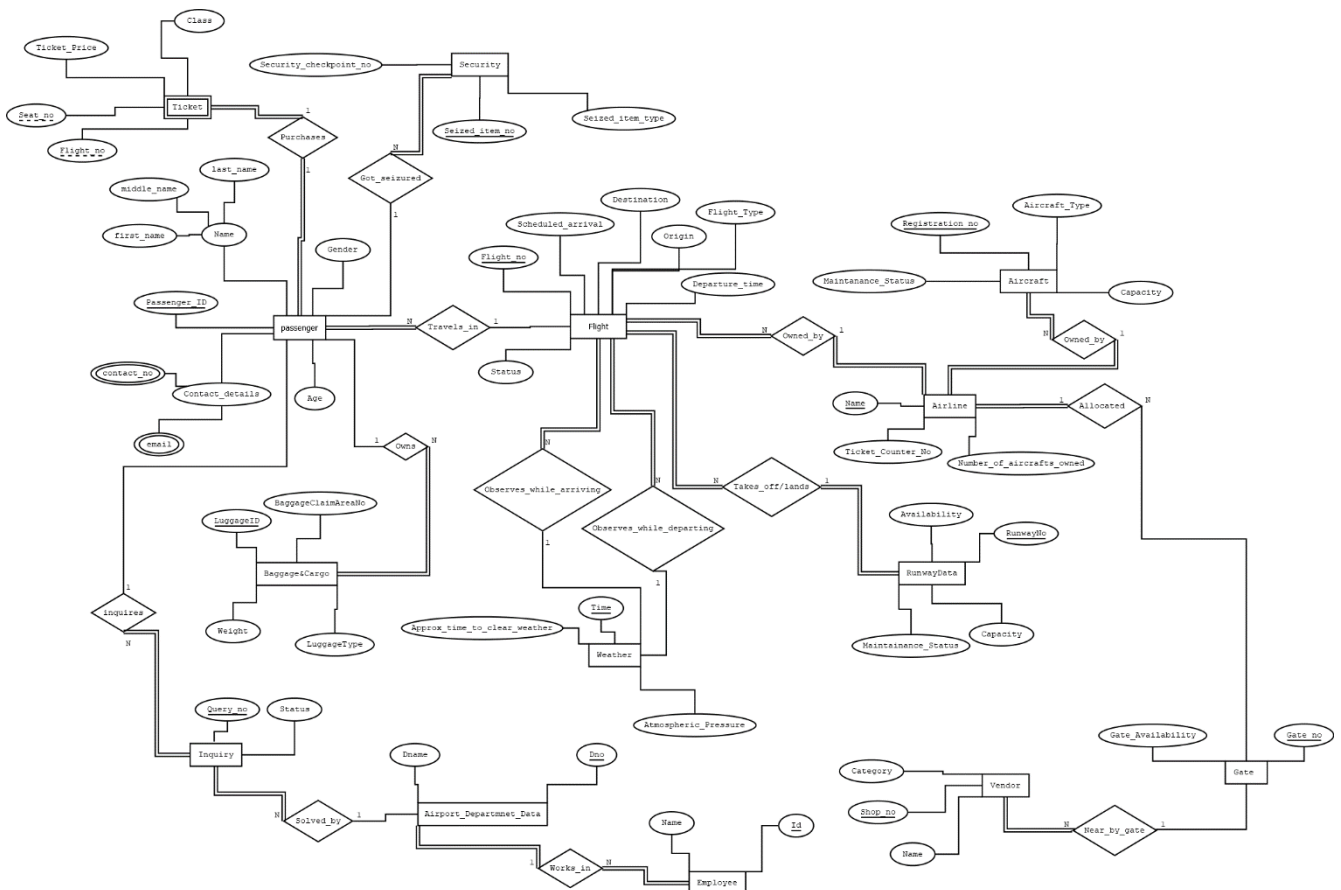 Class
Ticket_Price
Security_checkpoint_no
Security
Ticket
Seat_no
Seized_item_type
1
Purchases
N
Seized_item_no
Flight_no
last_name
1
Got_seizured
middle_name
Destination
Flight_Type
Aircraft_Type
Scheduled_arrival
Registration_no
first_name
Name
1
Origin
Gender
Flight_no
Departure_time
Maintanance_Status
Aircraft
Capacity
Passenger_ID
passenger
N
Travels_in
1
Flight
N
Owned_by
1
N
Owned_by
1
Status
contact_no
Contact_details
Age
Name
Airline
1
Allocated
N
email
1
Owns
N
N
N
Ticket_Counter_No
Number_of_aircrafts_owned
Observes_while_arriving
BaggageClaimAreaNo
N
Takes_off/lands
1
LuggageID
Availability
Observes_while_departing
RunwayNo
1
Baggage&Cargo
RunwayData
1
1
inquires
Time
Weight
Approx_time_to_clear_weather
Capacity
N
LuggageType
Weather
Maintainance_Status
Query_no
Status
Atmospheric_Pressure
Gate_Availability
Gate_no
Inquiry
Dname
Dno
Category
Gate
Vendor
Airport_Departmnet_Data
Shop_no
N
Solved_by
1
Name
Id
N
Near_by_gate
1
Name
1
Works_in
N
Employee